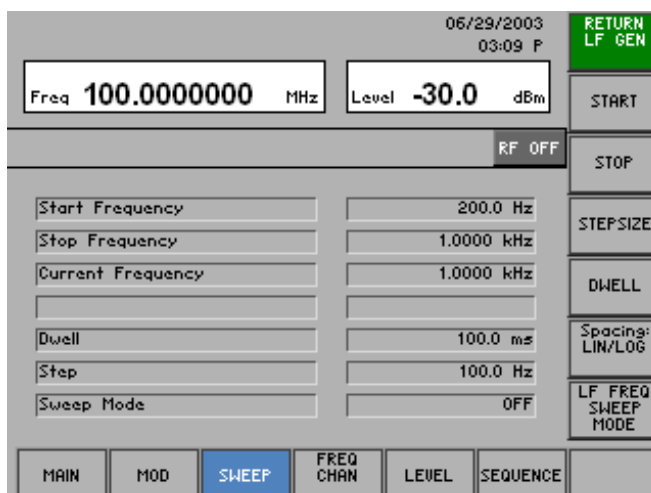 06/29/2003
03:09 P
Freq 100.0000000 MHz
Level -30.0 dBm
RF OFF
Start Frequency 200.0 Hz
Stop Frequency 1.0000 kHz
Current Frequency 1.0000 kHz
Dwell 100.0 ms
Step 100.0 Hz
Sweep Mode OFF
RETURN
LF GEN
START
STOP
STEPSIZE
DWELL
Spacing:
LIN/LOG
LF FREQ
SWEEP
MODE
MAIN
MOD
SWEEP
FREQ
CHAN
LEVEL
SEQUENCE